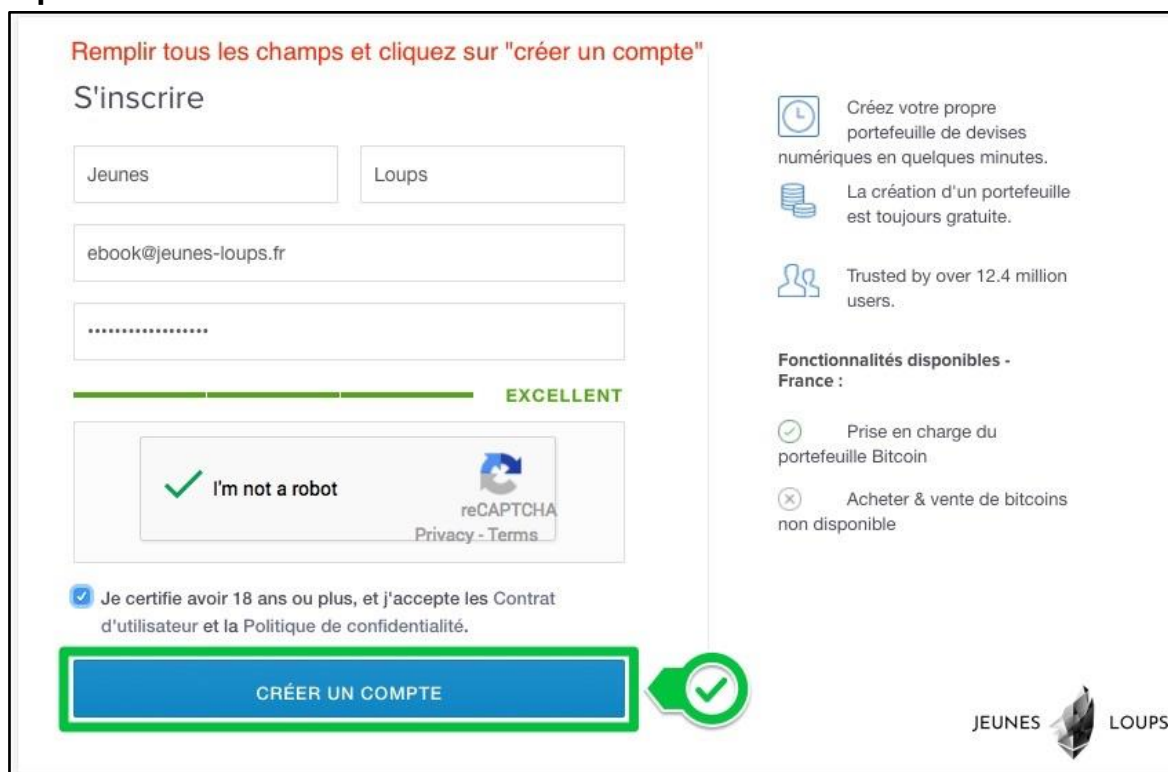 Remplir tous les champs et cliquez sur "créer un compte"
S'inscrire
Jeunes
Loups
ebook@jeunes-loups.fr
••••••••••••••••••
EXCELLENT
I'm not a robot
reCAPTCHA
Privacy - Terms
Je certifie avoir 18 ans ou plus, et j'accepte les Contrat
d'utilisateur et la Politique de confidentialité.
CRÉER UN COMPTE
Créez votre propre
portefeuille de devises
numériques en quelques minutes.
La création d'un portefeuille
est toujours gratuite.
Trusted by over 12.4 million
users.
Fonctionnalités disponibles -
France :
Prise en charge du
portefeuille Bitcoin
Acheter & vente de bitcoins
non disponible
JEUNES LOUPS